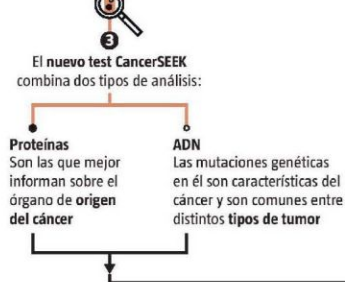 3
El nuevo test CancerSEEK
combina dos tipos de análisis:
Proteínas
Son las que mejor
informan sobre el
órgano de origen
del cáncer
ADN
Las mutaciones genéticas
en él son características del
cáncer y son comunes entre
distintos tipos de tumor